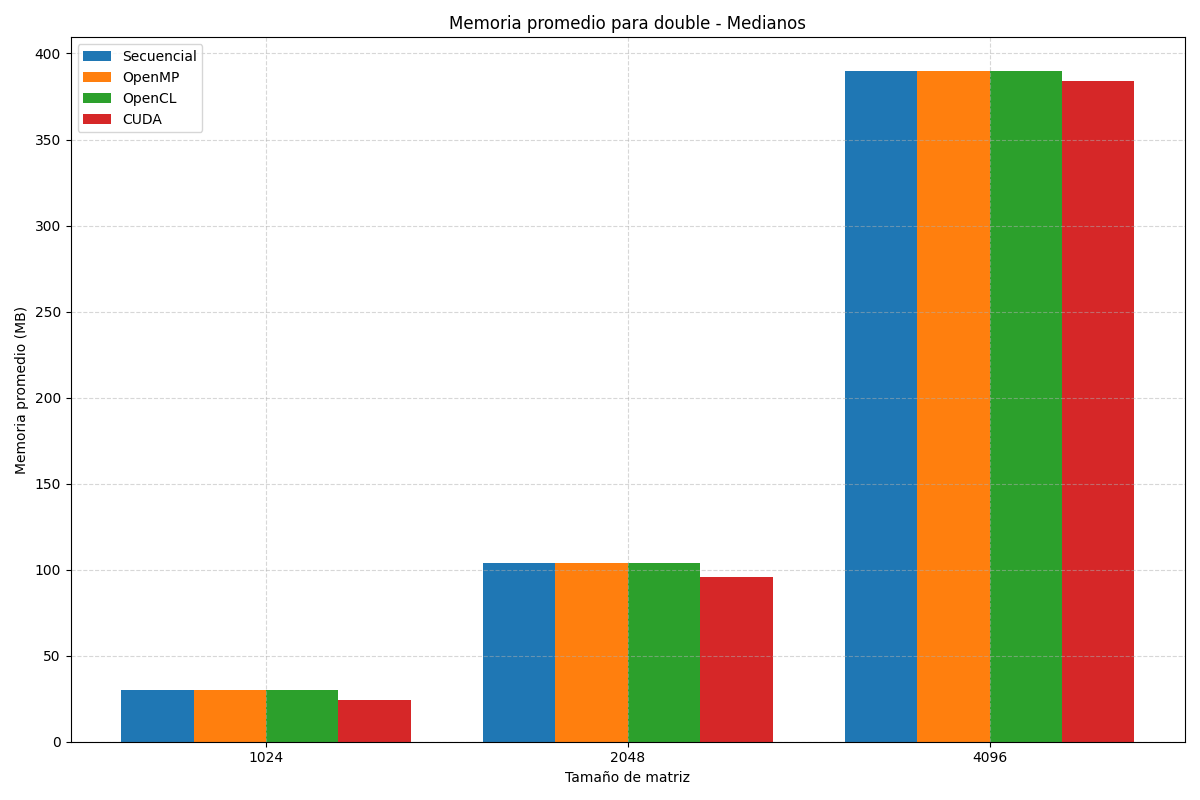 Memoria promedio para double - Medianos
Secuencial
OpenMP
OpenCL
CUDA
Memoria promedio (MB)
400
350
300
250
200
150
100
50
0
1024
2048
4096
Tamaño de matriz